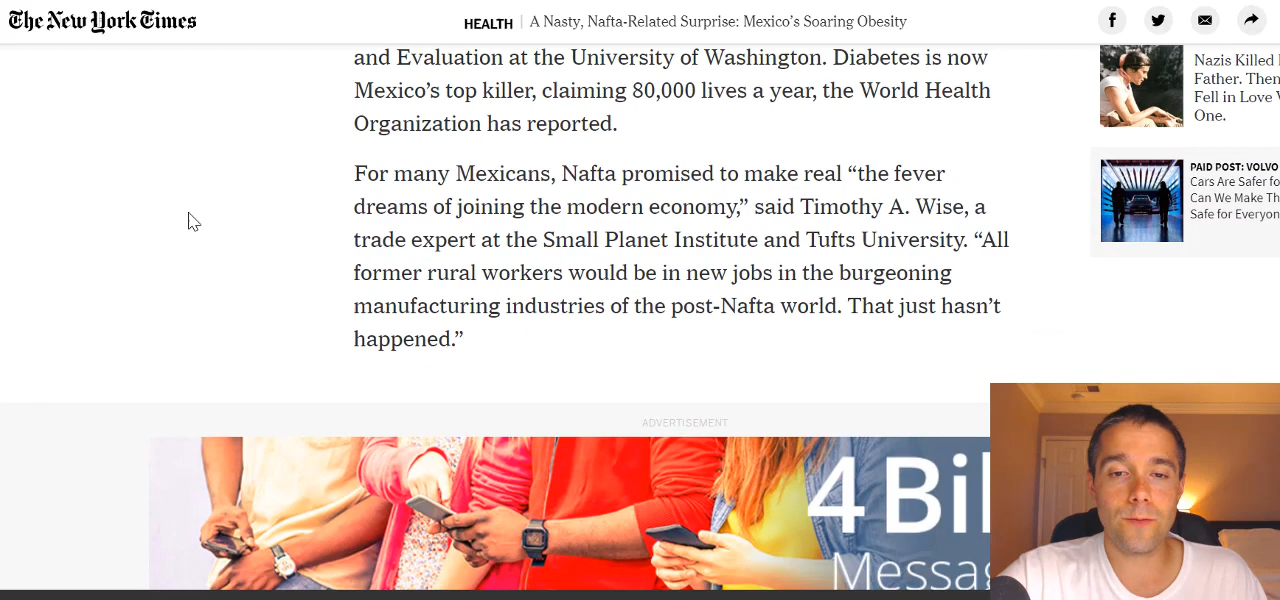 The New York Times
HEALTH | A Nasty, Nafta-Related Surprise: Mexico’s Soaring Obesity
and Evaluation at the University of Washington. Diabetes is now
Mexico’s top killer, claiming 80,000 lives a year, the World Health
Organization has reported.
For many Mexicans, Nafta promised to make real “the fever
dreams of joining the modern economy,” said Timothy A. Wise, a
trade expert at the Small Planet Institute and Tufts University. “All
former rural workers would be in new jobs in the burgeoning
manufacturing industries of the post-Nafta world. That just hasn’t
happened.”
Nazis Killed
Father. Then
Fell in Love
One.
PAID POST: VOLVO
Cars Are Safer fo
Can We Make Th
Safe for Everyon
ADVERTISEMENT
4 Bil
Messag